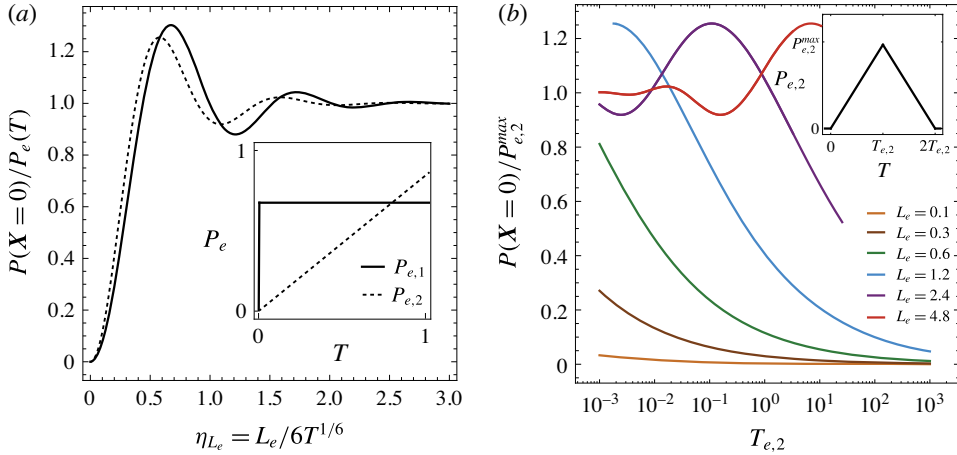 (a)
1.2
1.0
0.8
0.6
0.4
0.2
0
P(X = 0)/P_e(T)
1
P_e
0
P_{e,1}
P_{e,2}
0
T
1
0
0.5
1.0
1.5
2.0
2.5
3.0
η_{L_e} = L_e/6T^{1/6}
(b)
1.2
1.0
0.8
0.6
0.4
0.2
0
P(X = 0)/P_{e,2}^{max}
P_{e,2}^{max}
P_{e,2}
0
0
T_{e,2}
2T_{e,2}
T
L_e = 0.1
L_e = 0.3
L_e = 0.6
L_e = 1.2
L_e = 2.4
L_e = 4.8
10^{−3}
10^{−2}
10^{−1}
10^0
10^1
10^2
10^3
T_{e,2}